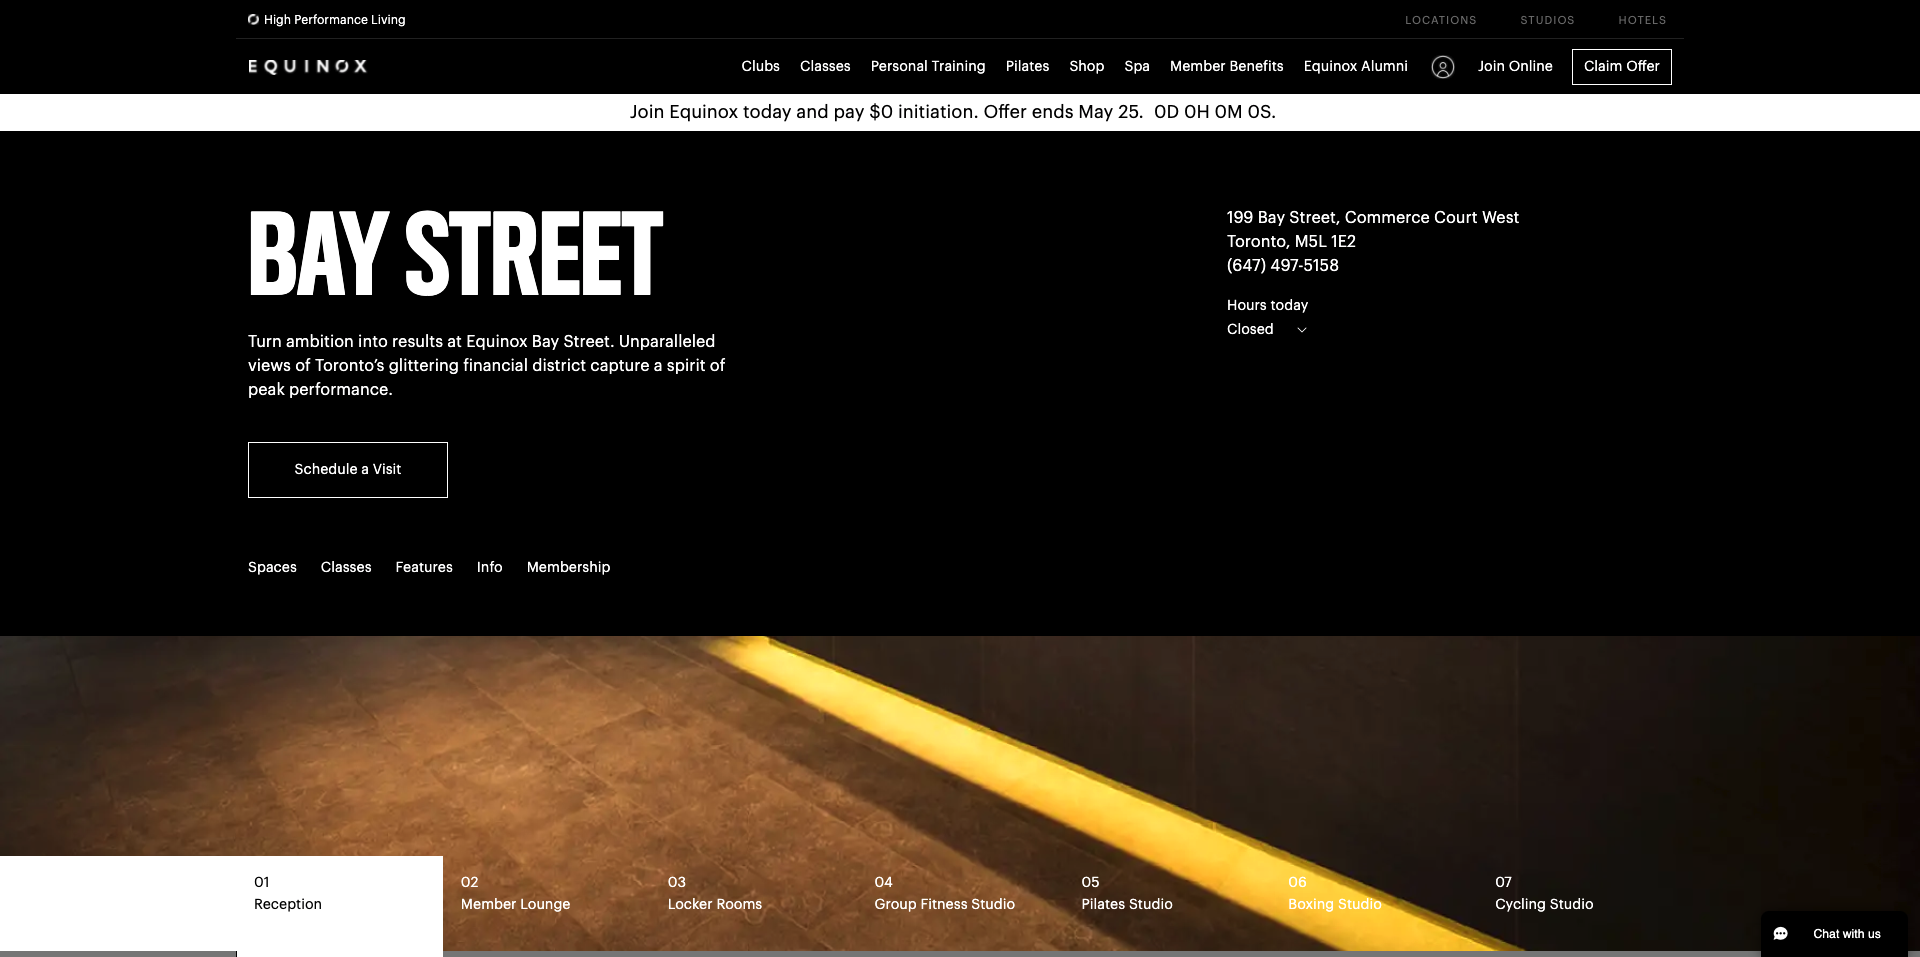 High Performance Living
LOCATIONS STUDIOS HOTELS
EQUINOX
Clubs Classes Personal Training Pilates Shop Spa Member Benefits Equinox Alumni Join Online Claim Offer
Join Equinox today and pay $0 initiation. Offer ends May 25. 0D 0H 0M 0S.
BAY STREET
Turn ambition into results at Equinox Bay Street. Unparalleled
views of Toronto’s glittering financial district capture a spirit of
peak performance.
Schedule a Visit
199 Bay Street, Commerce Court West
Toronto, M5L 1E2
(647) 497-5158
Hours today
Closed
Spaces Classes Features Info Membership
01
Reception
02
Member Lounge
03
Locker Rooms
04
Group Fitness Studio
05
Pilates Studio
06
Boxing Studio
07
Cycling Studio
Chat with us